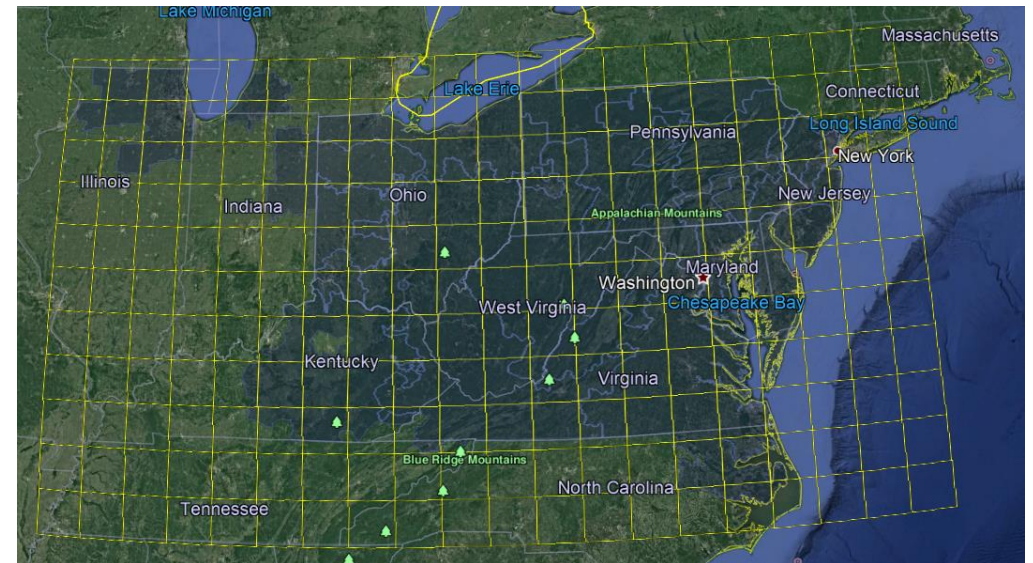 Lake Michigan
Massachusetts
Lake Erie
Connecticut
Long Island Sound
Pennsylvania
New York
Illinois
Ohio
New Jersey
Indiana
Appalachian Mountains
Maryland
Washington
Chesapeake Bay
West Virginia
Kentucky
Virginia
Blue Ridge Mountains
North Carolina
Tennessee